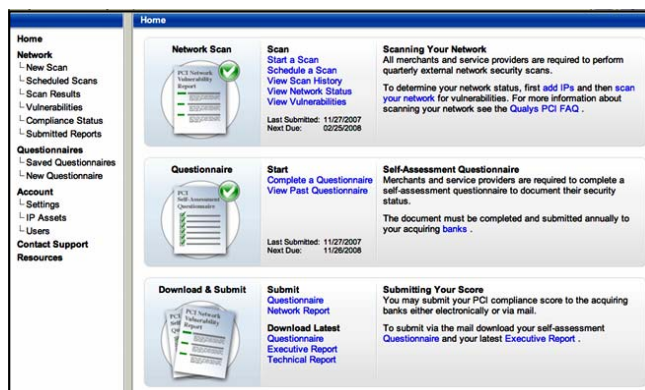 Home
Home
Network
New Scan
Scheduled Scans
Scan Results
Vulnerabilities
Compliance Status
Submitted Reports
Questionnaires
Saved Questionnaires
New Questionnaire
Account
Settings
IP Assets
Users
Contact Support
Resources
Network Scan
PCI Network
Vulnerability
Report
Scan
Start a Scan
Schedule a Scan
View Scan History
View Network Status
View Vulnerabilities
Last Submitted: 11/27/2007
Next Due: 02/25/2008
Scanning Your Network
All merchants and service providers are required to perform
quarterly external network security scans.
To determine your network status, first add IPs and then scan
your network for vulnerabilities. For more information about
scanning your network see the Qualys PCI FAQ .
Questionnaire
PCI
Self-Assessment
Questionnaire
Start
Complete a Questionnaire
View Past Questionnaire
Last Submitted: 11/27/2007
Next Due: 11/26/2008
Self-Assessment Questionnaire
Merchants and service providers are required to complete a
self-assessment questionnaire to document their security
status.
The document must be completed and submitted annually to
your acquiring banks .
Download & Submit
PCI Network
Vulnerability
Report
Submit
Questionnaire
Network Report
Download Latest
Questionnaire
Executive Report
Technical Report
Submitting Your Score
You may submit your PCI compliance score to the acquiring
banks either electronically or via mail.
To submit via the mail download your self-assessment
Questionnaire and your latest Executive Report .